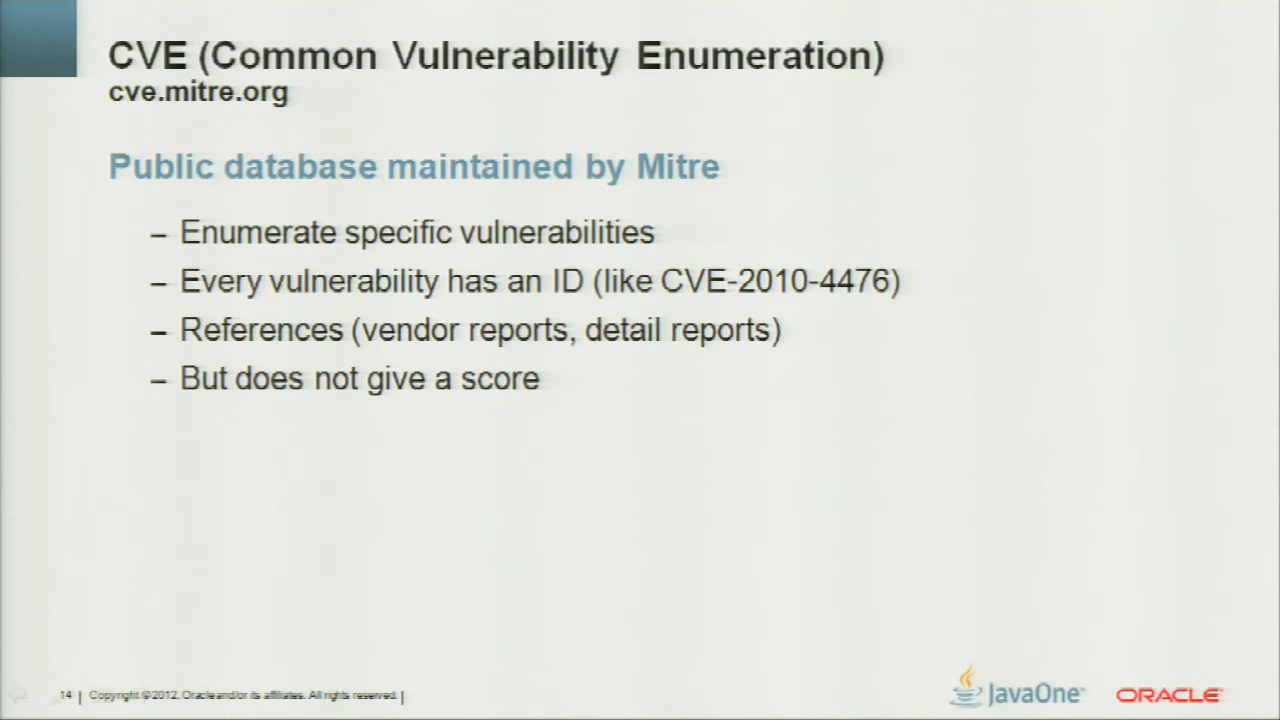 CVE (Common Vulnerability Enumeration)
cve.mitre.org
Public database maintained by Mitre
– Enumerate specific vulnerabilities
– Every vulnerability has an ID (like CVE-2010-4476)
– References (vendor reports, detail reports)
– But does not give a score
14 | Copyright © 2012, Oracle and/or its affiliates. All rights reserved. |
JavaOne™
ORACLE®